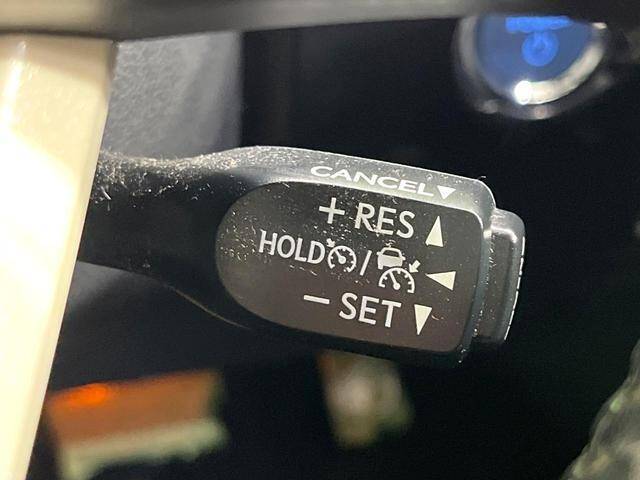 CANCEL▼
+ RES ▲
HOLD / ◀
− SET ▼